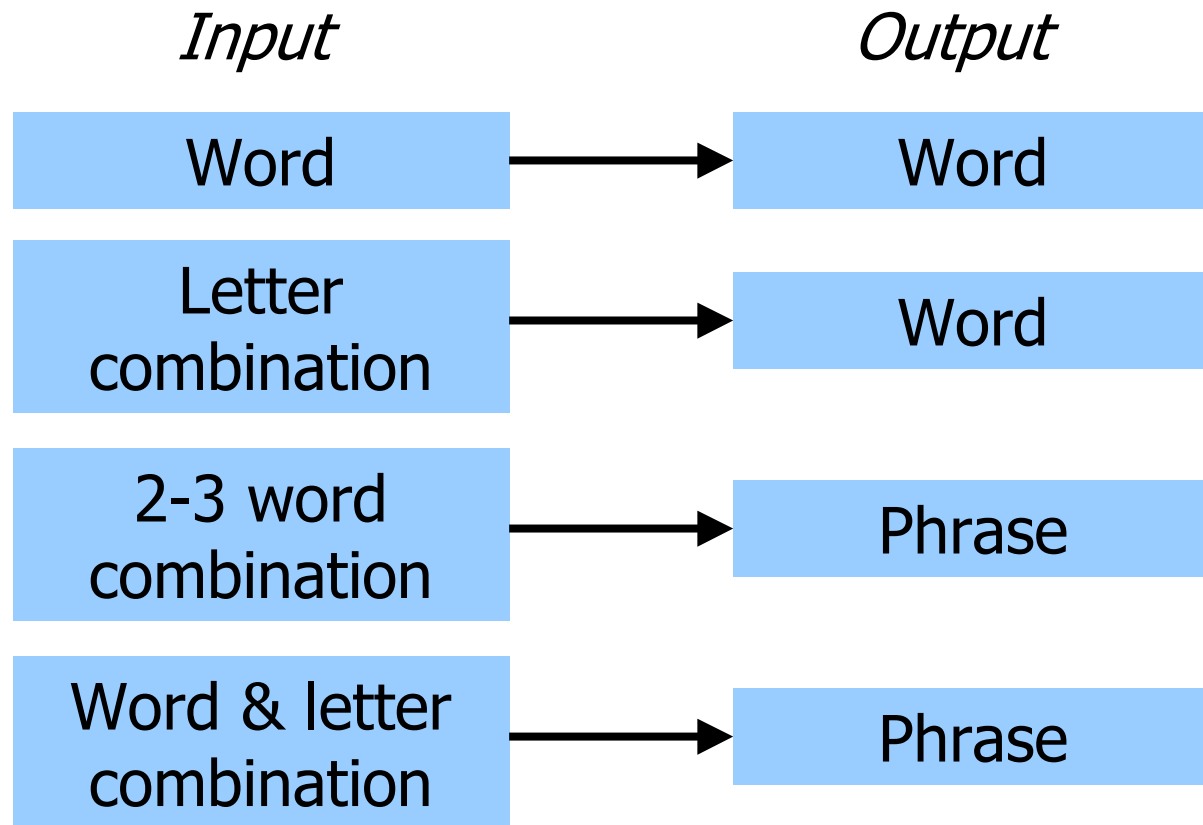 Input
Output
Word
Word
Letter
combination
Word
2-3 word
combination
Phrase
Word & letter
combination
Phrase